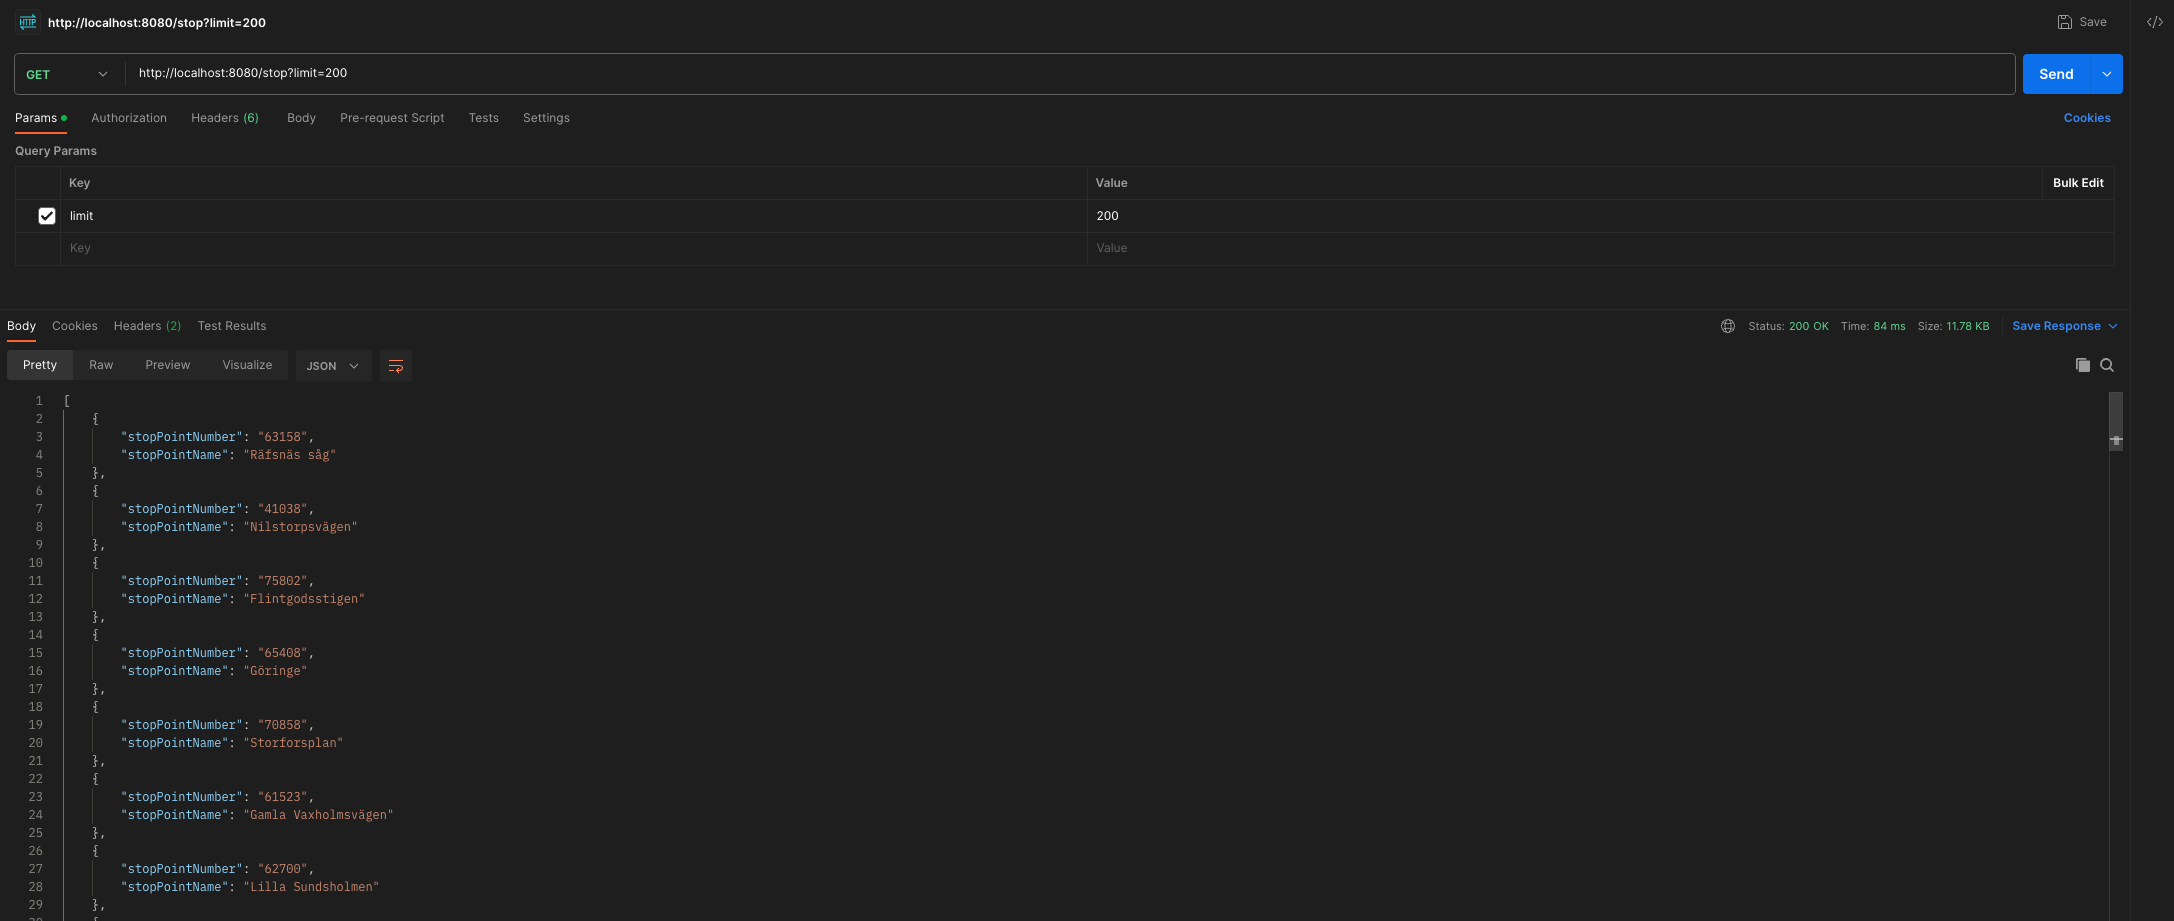 HTTP http://localhost:8080/stop?limit=200 Save </>
GET http://localhost:8080/stop?limit=200 Send
Params Authorization Headers (6) Body Pre-request Script Tests Settings Cookies
Query Params
Key Value Bulk Edit
limit 200
Key Value
Body Cookies Headers (2) Test Results Status: 200 OK Time: 84 ms Size: 11.78 KB Save Response
Pretty Raw Preview Visualize JSON
1 [
2 {
3 "stopPointNumber": "63158",
4 "stopPointName": "Räfsnäs såg"
5 },
6 {
7 "stopPointNumber": "41038",
8 "stopPointName": "Nilstorpsvägen"
9 },
10 {
11 "stopPointNumber": "75802",
12 "stopPointName": "Flintgodsstigen"
13 },
14 {
15 "stopPointNumber": "65408",
16 "stopPointName": "Göringe"
17 },
18 {
19 "stopPointNumber": "70858",
20 "stopPointName": "Storforsplan"
21 },
22 {
23 "stopPointNumber": "61523",
24 "stopPointName": "Gamla Vaxholmsvägen"
25 },
26 {
27 "stopPointNumber": "62700",
28 "stopPointName": "Lilla Sundsholmen"
29 },
30 {